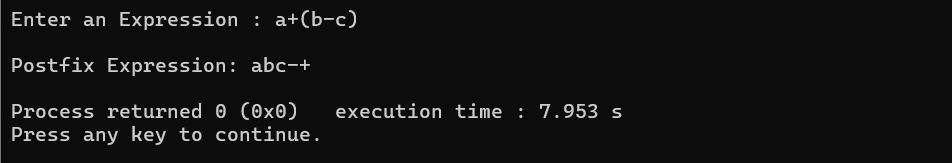 Enter an Expression : a+(b-c)
Postfix Expression: abc-+
Process returned 0 (0x0)   execution time : 7.953 s
Press any key to continue.